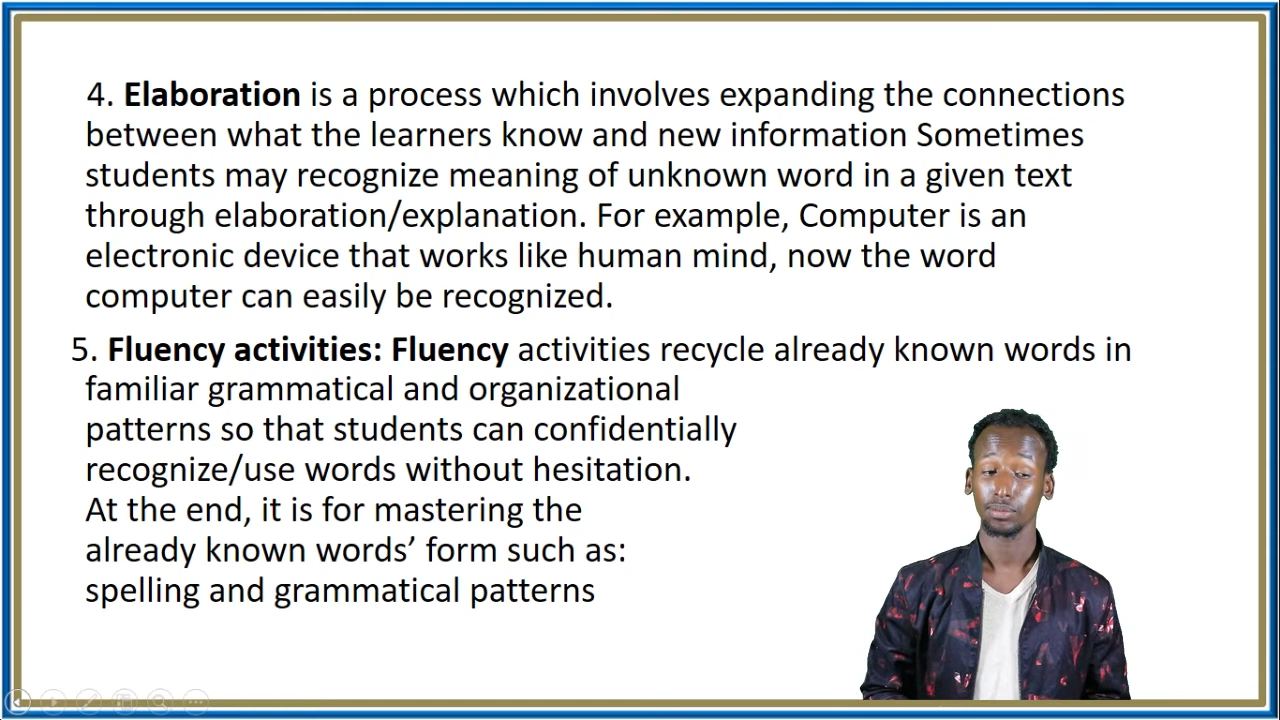 4. Elaboration is a process which involves expanding the connections
between what the learners know and new information Sometimes
students may recognize meaning of unknown word in a given text
through elaboration/explanation. For example, Computer is an
electronic device that works like human mind, now the word
computer can easily be recognized.
5. Fluency activities: Fluency activities recycle already known words in
familiar grammatical and organizational
patterns so that students can confidentially
recognize/use words without hesitation.
At the end, it is for mastering the
already known words’ form such as:
spelling and grammatical patterns